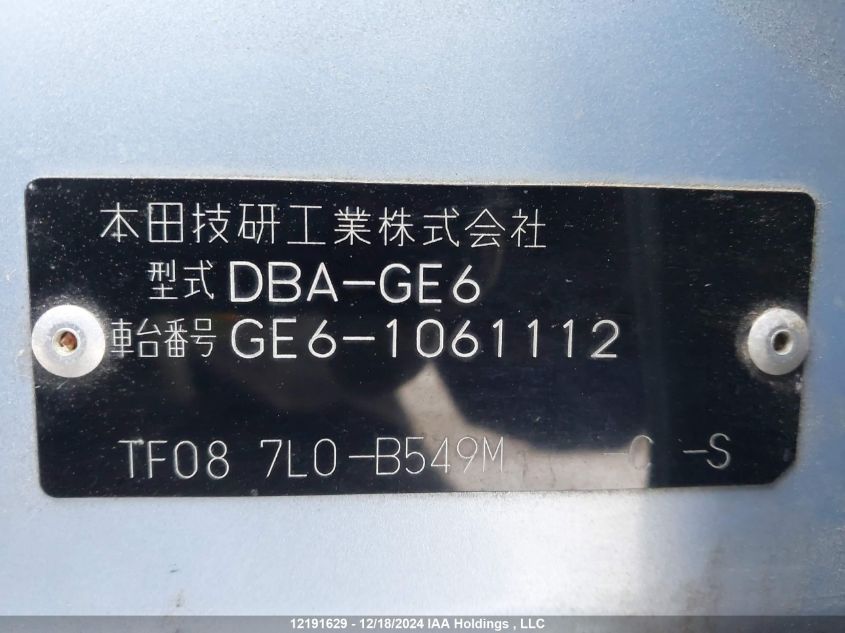 本田技研工業株式会社
型式 DBA-GE6
車台番号 GE6-1061112
TF08 7L0-B549M -C -S
12191629 - 12/18/2024 IAA Holdings , LLC